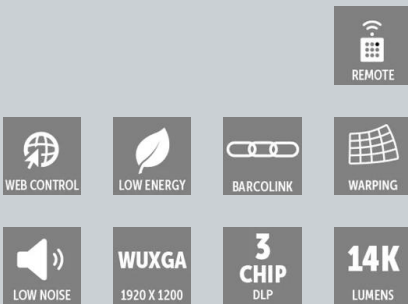 REMOTE
WEB CONTROL
LOW ENERGY
BARCOLINK
WARPING
LOW NOISE
WUXGA
1920 X 1200
3
CHIP
DLP
14K
LUMENS